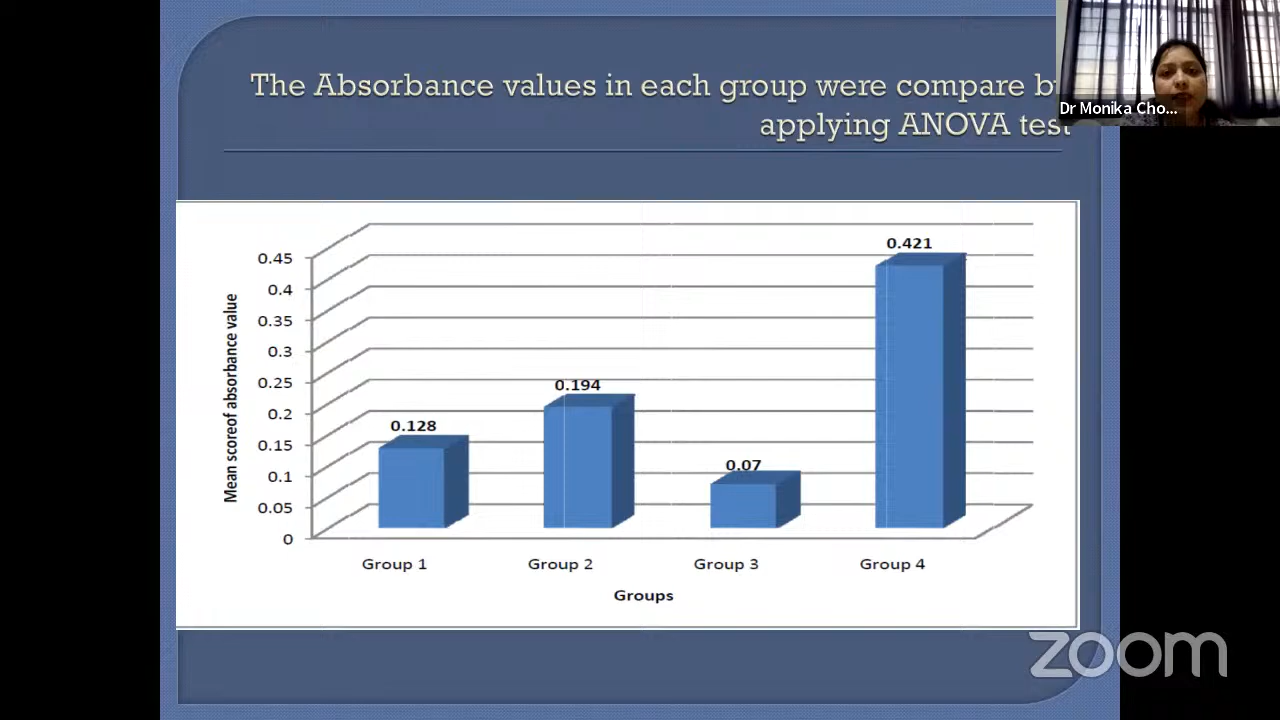 The Absorbance values in each group were compare by
applying ANOVA test
Dr Monika Cho...
0.45
0.4
0.35
0.3
0.25
0.2
0.15
0.1
0.05
0
Mean scoreof absorbance value
0.128
0.194
0.07
0.421
Group 1
Group 2
Group 3
Group 4
Groups
zoom